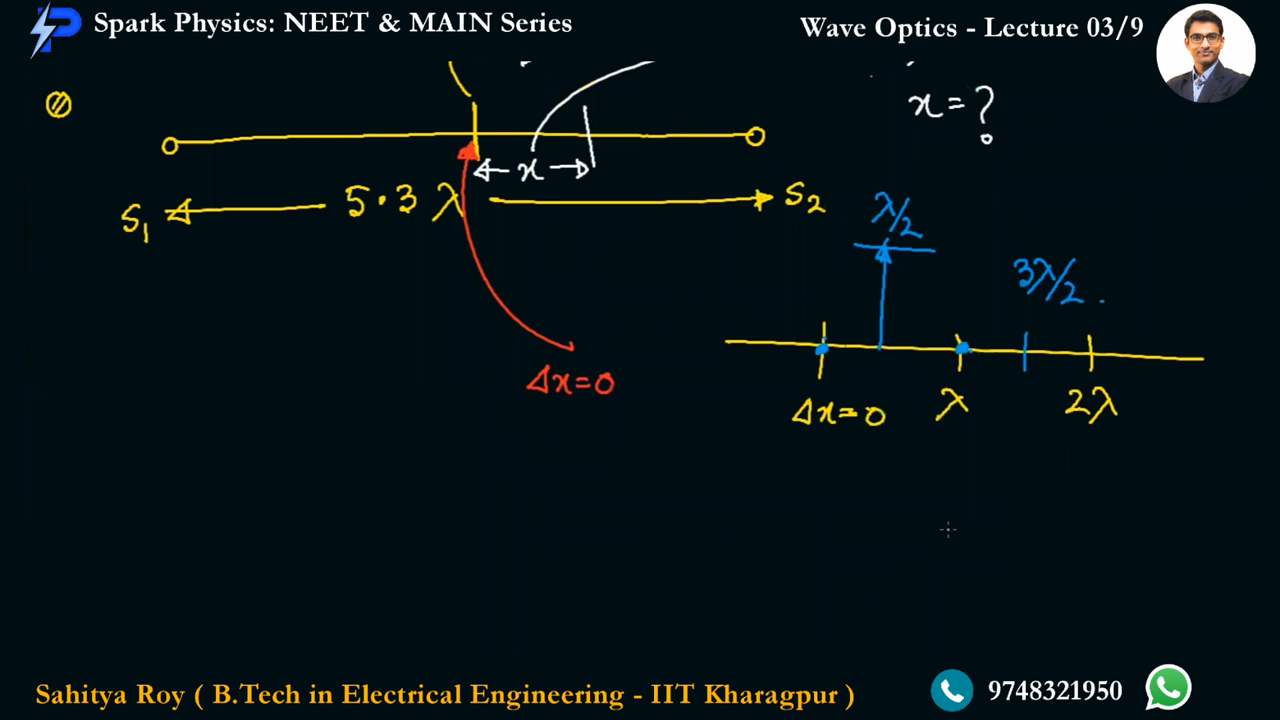 Spark Physics: NEET & MAIN Series
Wave Optics - Lecture 03/9
x = ?
x
S₁
5.3 λ
S₂
λ/2
3λ/2
Δx=0
Δx=0
λ
2λ
Sahitya Roy ( B.Tech in Electrical Engineering - IIT Kharagpur )
9748321950